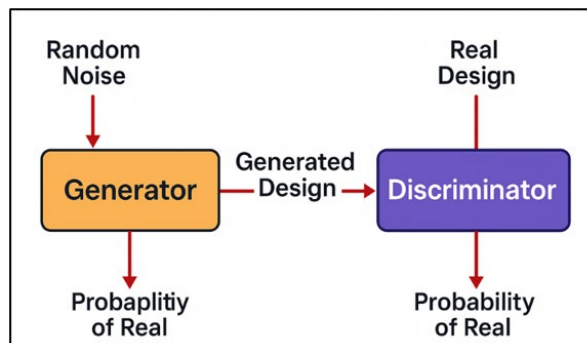 Random
Noise
Real
Design
Generator
Generated
Design
Discriminator
Probaplitiy
of Real
Probability
of Real